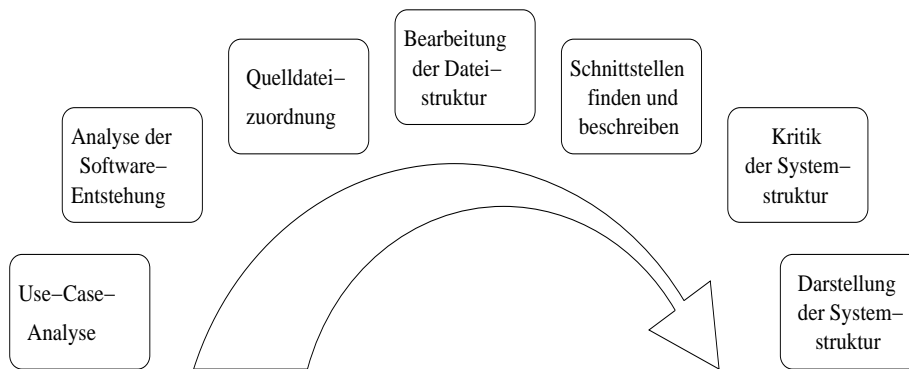 Use−Case−
Analyse
Analyse der
Software−
Entstehung
Quelldatei−
zuordnung
Bearbeitung
der Datei−
struktur
Schnittstellen
finden und
beschreiben
Kritik
der System−
struktur
Darstellung
der System−
struktur